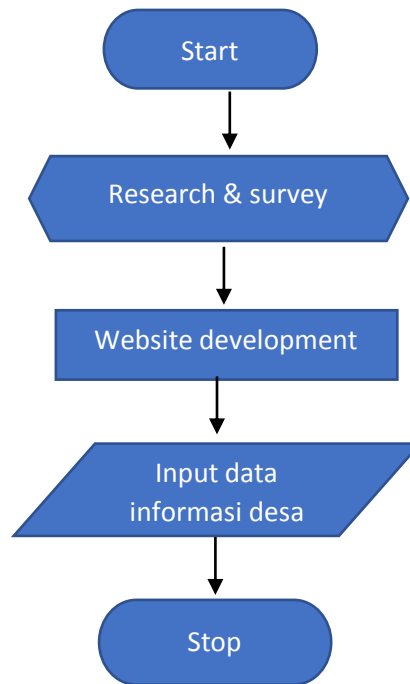 Start
Research & survey
Website development
Input data
informasi desa
Stop